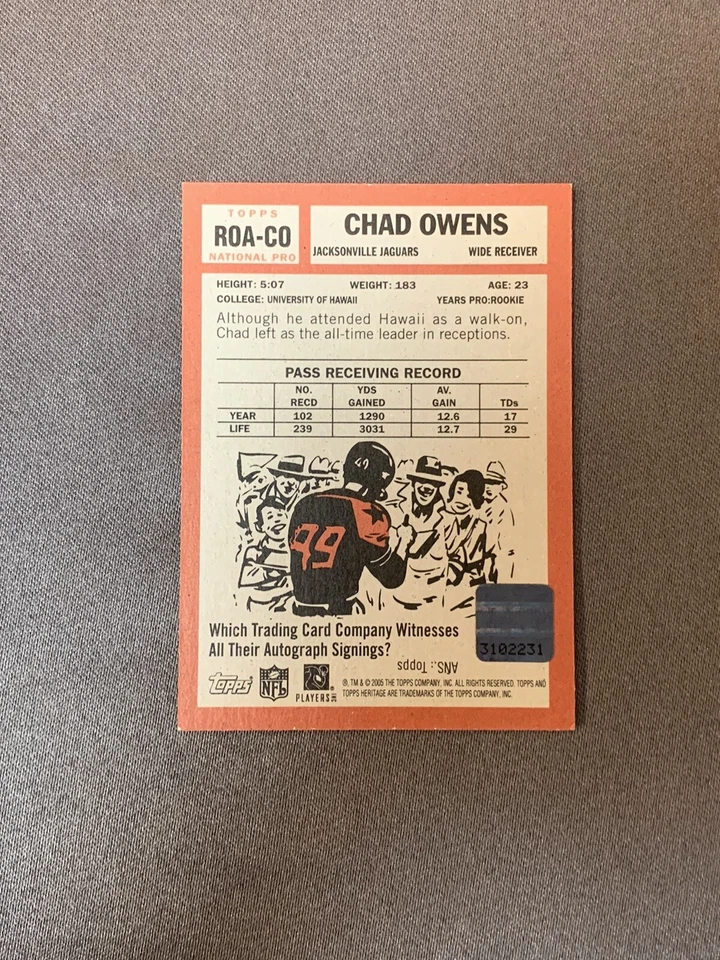 TOPPS
ROA-CO
NATIONAL PRO
CHAD OWENS
JACKSONVILLE JAGUARS WIDE RECEIVER
HEIGHT: 5:07 WEIGHT: 183 AGE: 23
COLLEGE: UNIVERSITY OF HAWAII YEARS PRO:ROOKIE
Although he attended Hawaii as a walk-on,
Chad left as the all-time leader in receptions.
PASS RECEIVING RECORD
NO. RECD YDS GAINED AV. GAIN TDs
YEAR 102 1290 12.6 17
LIFE 239 3031 12.7 29
49
99
Which Trading Card Company Witnesses
All Their Autograph Signings?
ANS.: Topps
3102231
Topps NFL PLAYERS INC
®, TM & © 2005 THE TOPPS COMPANY, INC. ALL RIGHTS RESERVED. TOPPS AND
TOPPS HERITAGE ARE TRADEMARKS OF THE TOPPS COMPANY, INC.